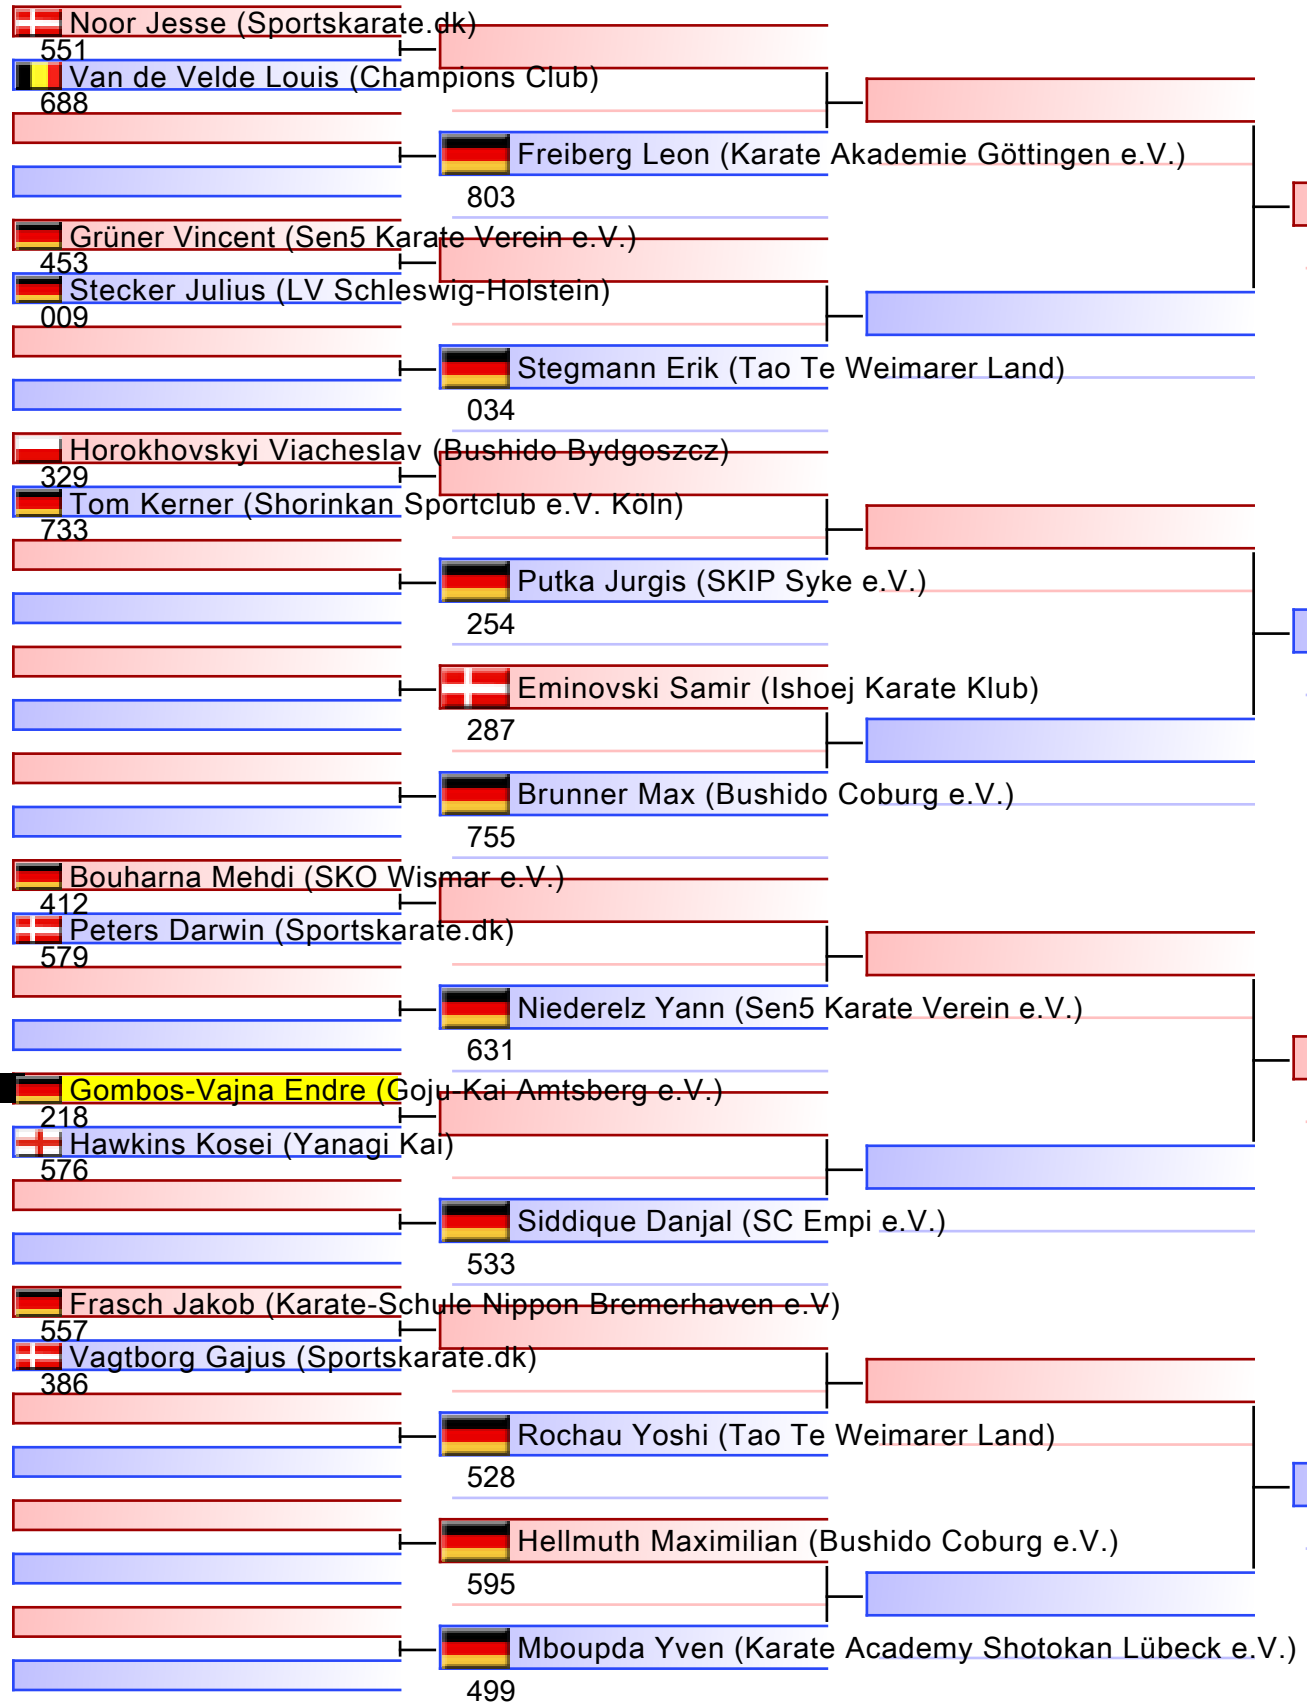 Noor Jesse (Sportskarate.dk)
551
Van de Velde Louis (Champions Club)
688
Freiberg Leon (Karate Akademie Göttingen e.V.)
803
Grüner Vincent (Sen5 Karate Verein e.V.)
453
Stecker Julius (LV Schleswig-Holstein)
009
Stegmann Erik (Tao Te Weimarer Land)
034
Horokhovskyi Viacheslav (Bushido Bydgoszcz)
329
Tom Kerner (Shorinkan Sportclub e.V. Köln)
733
Putka Jurgis (SKIP Syke e.V.)
254
Eminovski Samir (Ishoej Karate Klub)
287
Brunner Max (Bushido Coburg e.V.)
755
Bouharna Mehdi (SKO Wismar e.V.)
412
Peters Darwin (Sportskarate.dk)
579
Niederelz Yann (Sen5 Karate Verein e.V.)
631
Gombos-Vajna Endre (Goju-Kai Amtsberg e.V.)
218
Hawkins Kosei (Yanagi Kai)
576
Siddique Danjal (SC Empi e.V.)
533
Frasch Jakob (Karate-Schule Nippon Bremerhaven e.V)
557
Vagtborg Gajus (Sportskarate.dk)
386
Rochau Yoshi (Tao Te Weimarer Land)
528
Hellmuth Maximilian (Bushido Coburg e.V.)
595
Mboupda Yven (Karate Academy Shotokan Lübeck e.V.)
499